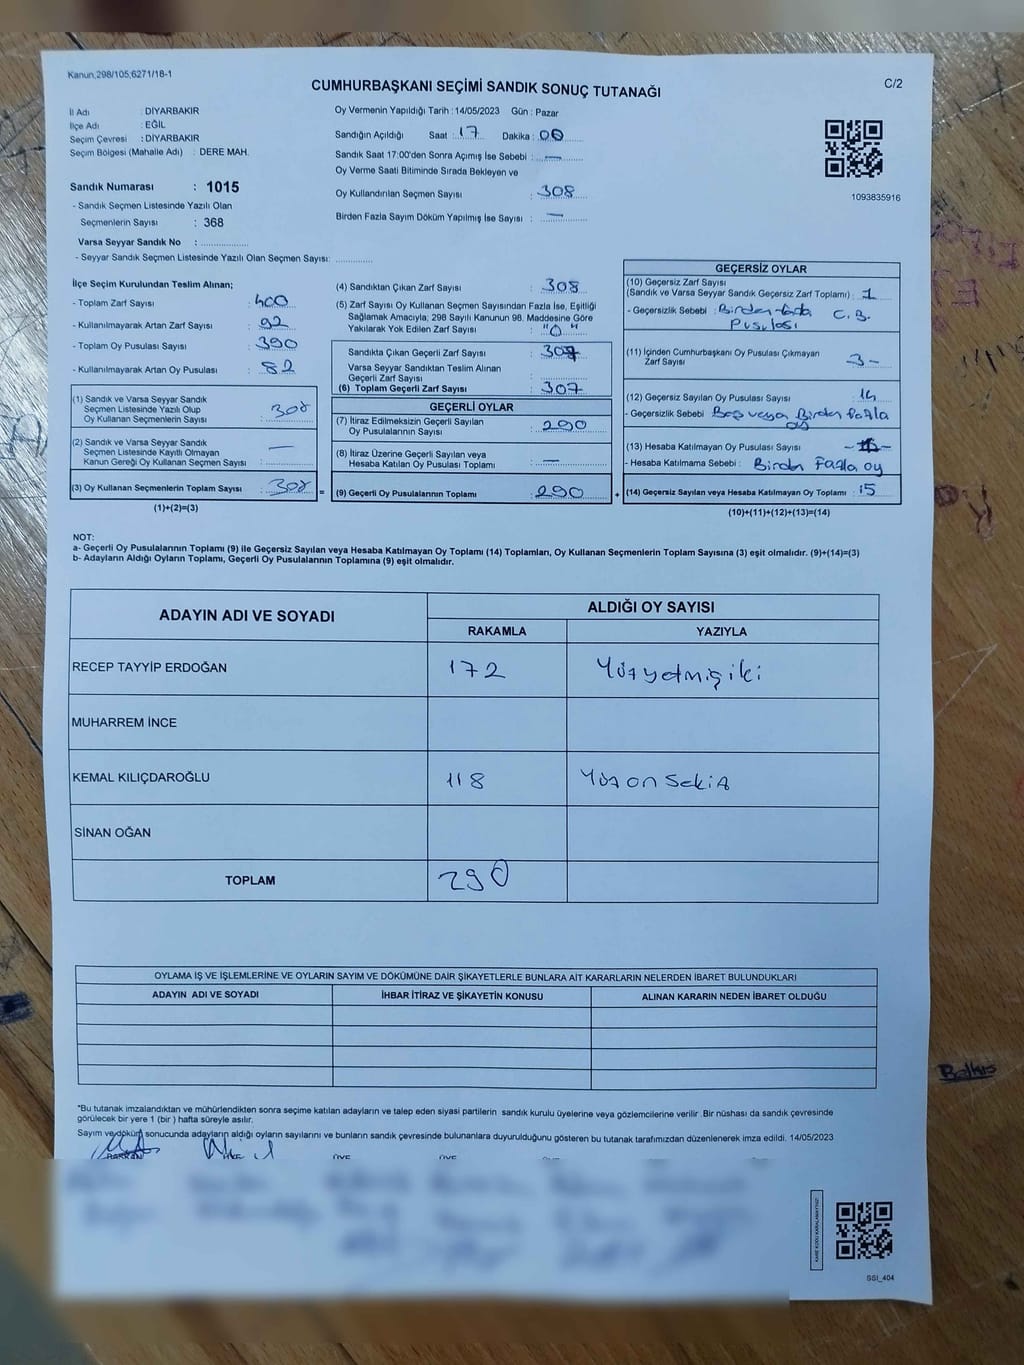 Kanun,298/105,6271/18-1
C/2
CUMHURBAŞKANI SEÇİMİ SANDIK SONUÇ TUTANAĞI
İl Adı : DİYARBAKIR
İlçe Adı : EĞİL
Seçim Çevresi : DİYARBAKIR
Seçim Bölgesi (Mahalle Adı) : DERE MAH.
Sandık Numarası : 1015
- Sandık Seçmen Listesinde Yazılı Olan
Seçmenlerin Sayısı : 368
Varsa Seyyar Sandık No :
- Seyyar Sandık Seçmen Listesinde Yazılı Olan Seçmen Sayısı:
Oy Vermenin Yapıldığı Tarih : 14/05/2023 Gün : Pazar
Sandığın Açıldığı Saat : 17 Dakika : 00
Sandık Saat 17:00'den Sonra Açılmış İse Sebebi : —
Oy Verme Saati Bitiminde Sırada Bekleyen ve
Oy Kullandırılan Seçmen Sayısı : 308
Birden Fazla Sayım Döküm Yapılmış İse Sayısı : —
1093835916
İlçe Seçim Kurulundan Teslim Alınan;
- Toplam Zarf Sayısı : 400
- Kullanılmayarak Artan Zarf Sayısı : 92
- Toplam Oy Pusulası Sayısı : 390
- Kullanılmayarak Artan Oy Pusulası : 82
(1) Sandık ve Varsa Seyyar Sandık
Seçmen Listesinde Yazılı Olup
Oy Kullanan Seçmenlerin Sayısı : 308
(2) Sandık ve Varsa Seyyar Sandık
Seçmen Listesinde Kayıtlı Olmayan
Kanun Gereği Oy Kullanan Seçmen Sayısı : —
(3) Oy Kullanan Seçmenlerin Toplam Sayısı : 308
(1)+(2)=(3)
=
(4) Sandıktan Çıkan Zarf Sayısı : 308
(5) Zarf Sayısı Oy Kullanan Seçmen Sayısından Fazla İse, Eşitliği
Sağlamak Amacıyla; 298 Sayılı Kanunun 98. Maddesine Göre
Yakılarak Yok Edilen Zarf Sayısı : "0"
Sandıkta Çıkan Geçerli Zarf Sayısı : 307
Varsa Seyyar Sandıktan Teslim Alınan
Geçerli Zarf Sayısı :
(6) Toplam Geçerli Zarf Sayısı : 307
GEÇERLİ OYLAR
(7) İtiraz Edilmeksizin Geçerli Sayılan
Oy Pusulalarının Sayısı : 290
(8) İtiraz Üzerine Geçerli Sayılan veya
Hesaba Katılan Oy Pusulası Toplamı : —
(9) Geçerli Oy Pusulalarının Toplamı : 290
+
GEÇERSİZ OYLAR
(10) Geçersiz Zarf Sayısı
(Sandık ve Varsa Seyyar Sandık Geçersiz Zarf Toplamı) : 1
- Geçersizlik Sebebi : Birden fazla C.B.
Pusulası
(11) İçinden Cumhurbaşkanı Oy Pusulası Çıkmayan
Zarf Sayısı : 3-
(12) Geçersiz Sayılan Oy Pusulası Sayısı : 14
- Geçersizlik Sebebi : Boş veya Birden fazla
oy
(13) Hesaba Katılmayan Oy Pusulası Sayısı :
- Hesaba Katılmama Sebebi : Birden Fazla oy
(14) Geçersiz Sayılan veya Hesaba Katılmayan Oy Toplamı : 15
(10)+(11)+(12)+(13)=(14)
NOT:
a- Geçerli Oy Pusulalarının Toplamı (9) ile Geçersiz Sayılan veya Hesaba Katılmayan Oy Toplamı (14) Toplamları, Oy Kullanan Seçmenlerin Toplam Sayısına (3) eşit olmalıdır. (9)+(14)=(3)
b- Adayların Aldığı Oyların Toplamı, Geçerli Oy Pusulalarının Toplamına (9) eşit olmalıdır.
ADAYIN ADI VE SOYADI
ALDIĞI OY SAYISI
RAKAMLA YAZIYLA
RECEP TAYYİP ERDOĞAN 172 Yüzyetmişiki
MUHARREM İNCE
KEMAL KILIÇDAROĞLU 118 Yüzonsekiz
SİNAN OĞAN
TOPLAM 290
OYLAMA İŞ VE İŞLEMLERİNE VE OYLARIN SAYIM VE DÖKÜMÜNE DAİR ŞİKAYETLERLE BUNLARA AİT KARARLARIN NELERDEN İBARET BULUNDUKLARI
ADAYIN ADI VE SOYADI İHBAR İTİRAZ VE ŞİKAYETİN KONUSU ALINAN KARARIN NEDEN İBARET OLDUĞU
"Bu tutanak imzalandıktan ve mühürlendikten sonra seçime katılan adayların ve talep eden siyasi partilerin sandık kurulu üyelerine veya gözlemcilerine verilir .Bir nüshası da sandık çevresinde
görülecek bir yere 1 (bir ) hafta süreyle asılır.
Sayım ve döküm sonucunda adayların aldığı oyların sayılarını ve bunların sandık çevresinde bulunanlara duyurulduğunu gösteren bu tutanak tarafımızdan düzenlenerek imza edildi. 14/05/2023
BAŞKAN ÜYE ÜYE
SSI_404